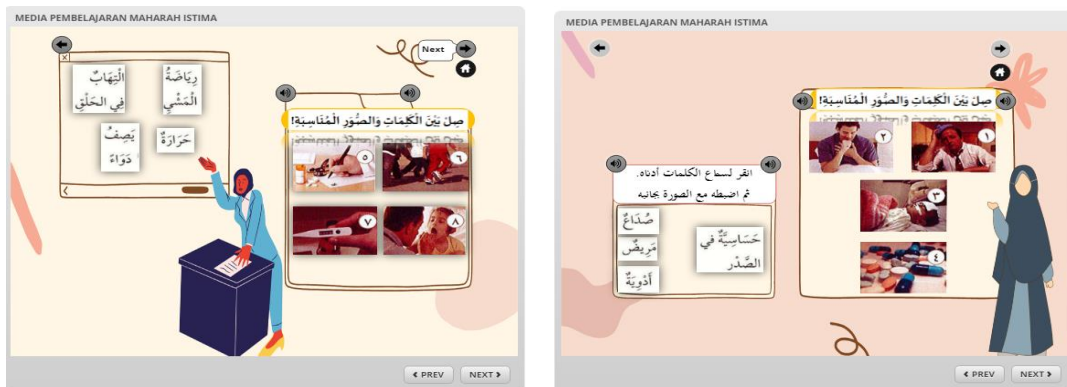 MEDIA PEMBELAJARAN MAHARAH ISTIMA
Next
x
الْتِهَابٌ
فِي الحَلْقِ
رِيَاضَةُ
الْمَشْيِ
يَصِفُ
دَوَاءً
حَرَارَةٌ
صِلْ بَيْنَ الْكَلِمَاتِ وَالصُّوَرِ الْمُنَاسِبَةِ!
٥
٦
٧
٨
PREV
NEXT
MEDIA PEMBELAJARAN MAHARAH ISTIMA
صِلْ بَيْنَ الْكَلِمَاتِ وَالصُّوَرِ الْمُنَاسِبَةِ!
١
٢
٣
٤
انقر لسماع الكلمات أدناه.
ثم اضبطه مع الصورة بجانبه
صُدَاعٌ
مَرِيضٌ
أَدْوِيَةٌ
حَسَاسِيَّةٌ في
الصَّدْر
PREV
NEXT